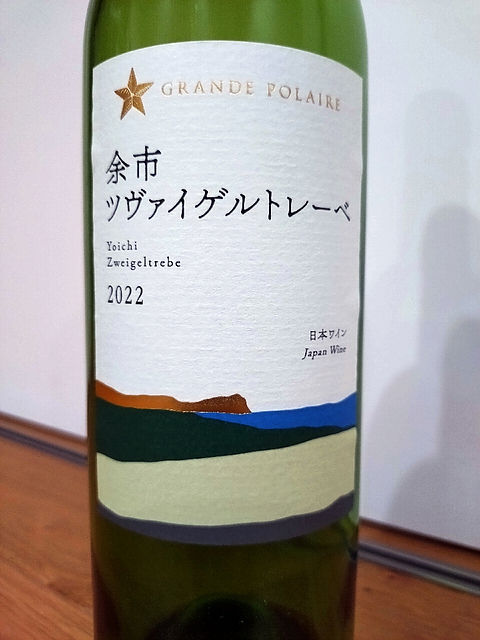 GRANDE POLAIRE
余市
ツヴァイゲルトレーベ
Yoichi
Zweigeltrebe
2022
日本ワイン
Japan Wine